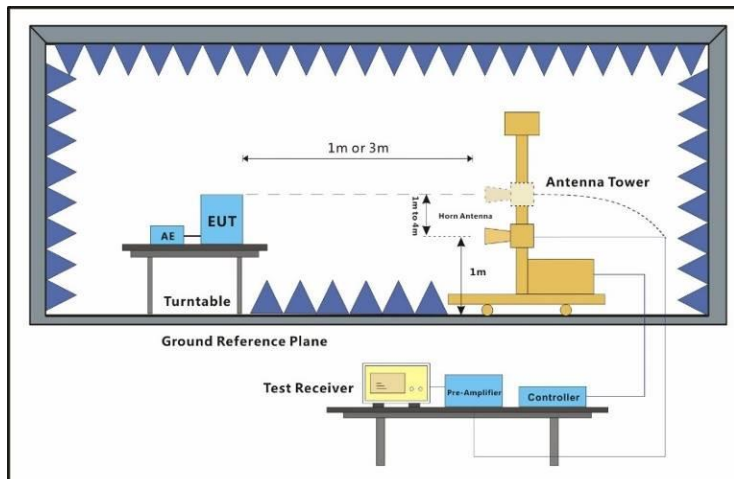 1m or 3m
Antenna Tower
1m to 4m
Horn Antenna
EUT
AE
1m
Turntable
Ground Reference Plane
Test Receiver
Pre-Amplifier
Controller